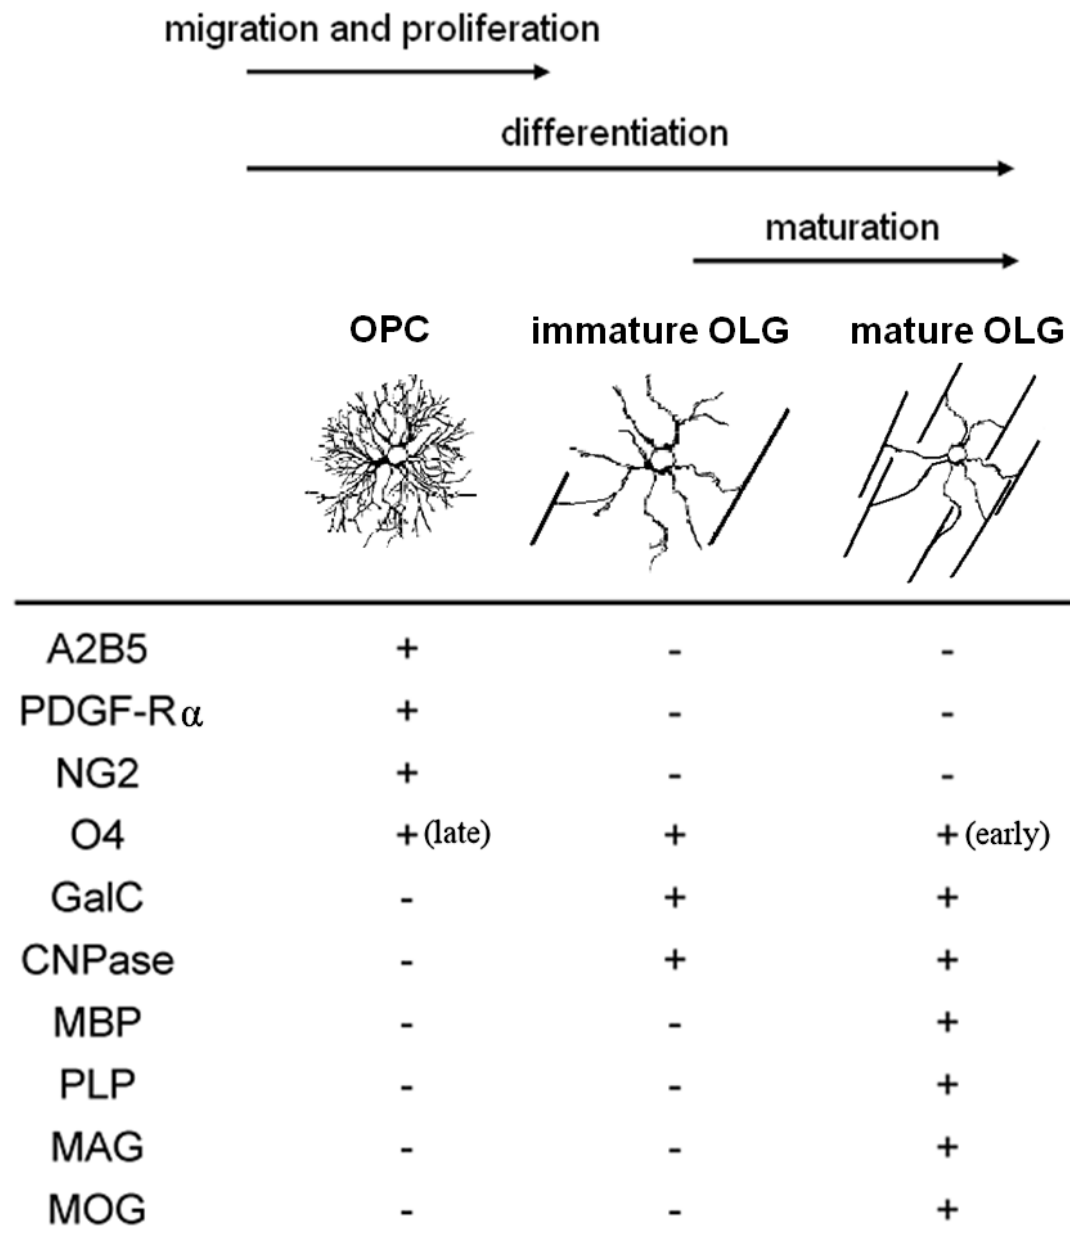 migration and proliferation
differentiation
maturation
OPC immature OLG mature OLG
A2B5 + - -
PDGF-Rα + - -
NG2 + - -
O4 +(late) + +(early)
GalC - + +
CNPase - + +
MBP - - +
PLP - - +
MAG - - +
MOG - - +